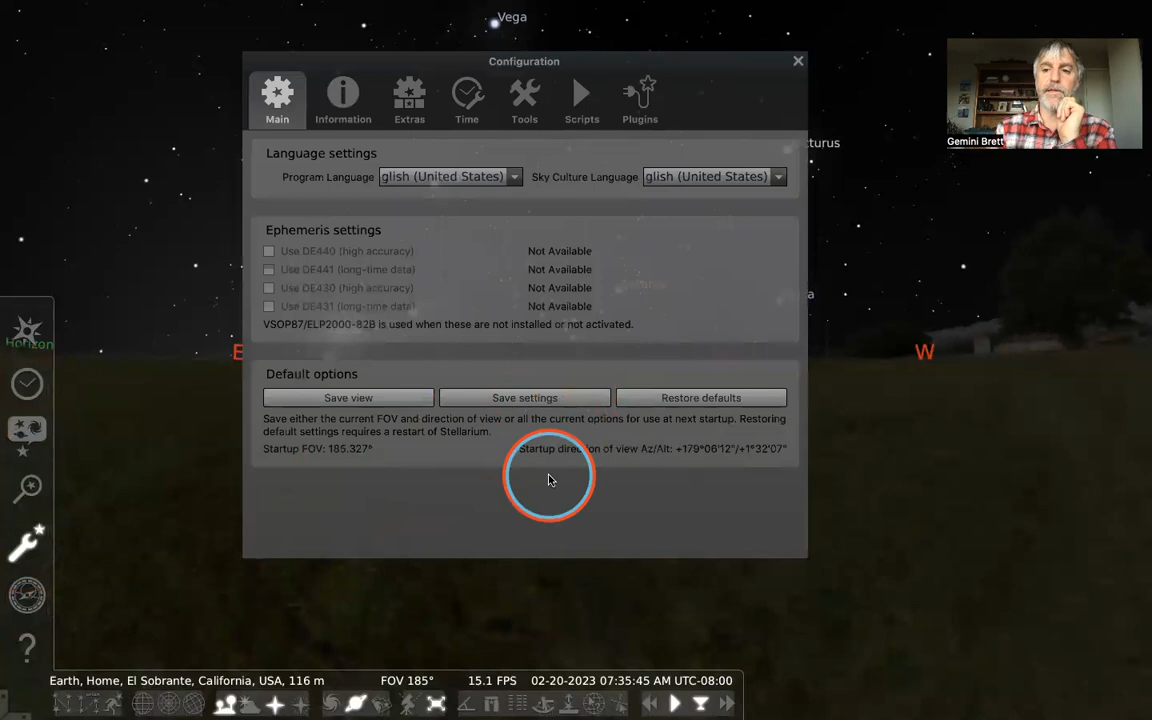 Vega
Configuration
Gemini Brett
Main Information Extras Time Tools Scripts Plugins
cturus
Language settings
Program Language glish (United States) Sky Culture Language glish (United States)
Ephemeris settings
Use DE440 (high accuracy) Not Available
Use DE441 (long-time data) Not Available
Use DE430 (high accuracy) Not Available
Use DE431 (long-time data) Not Available
VSOP87/ELP2000-82B is used when these are not installed or not activated.
Horizon
E
W
Default options
Save view Save settings Restore defaults
Save either the current FOV and direction of view or all the current options for use at next startup. Restoring
default settings requires a restart of Stellarium.
Startup FOV: 185.327° Startup direction of view Az/Alt: +179°06'12"/+1°32'07"
?
Earth, Home, El Sobrante, California, USA, 116 m FOV 185° 15.1 FPS 02-20-2023 07:35:45 AM UTC-08:00